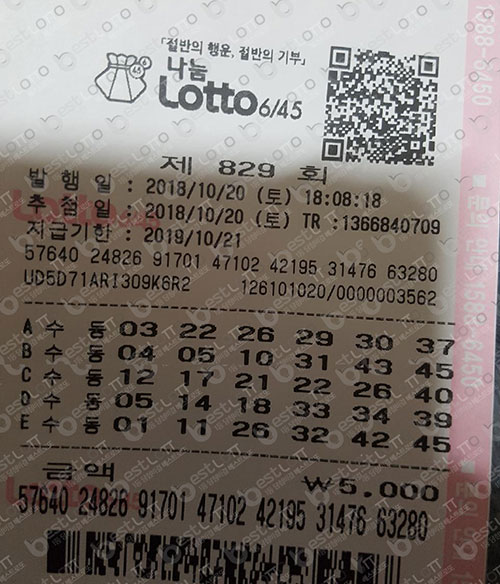 「절반의 행운, 절반의 기부」
나눔
Lotto 6/45
제 829 회
발 행 일 : 2018/10/20 (토) 18:08:18
추 첨 일 : 2018/10/20 (토) TR :1366840709
지급기한 : 2019/10/21
57640 24826 91701 47102 42195 31476 63280
UD5D71ARI309K6R2 126101020/0000003562
A 수 동 03 22 26 29 30 37
B 수 동 04 05 10 31 43 45
C 수 동 12 17 21 22 26 40
D 수 동 05 14 18 33 34 39
E 수 동 01 11 26 32 42 45
금 액 ₩5,000
57640 24826 91701 47102 42195 31476 63280